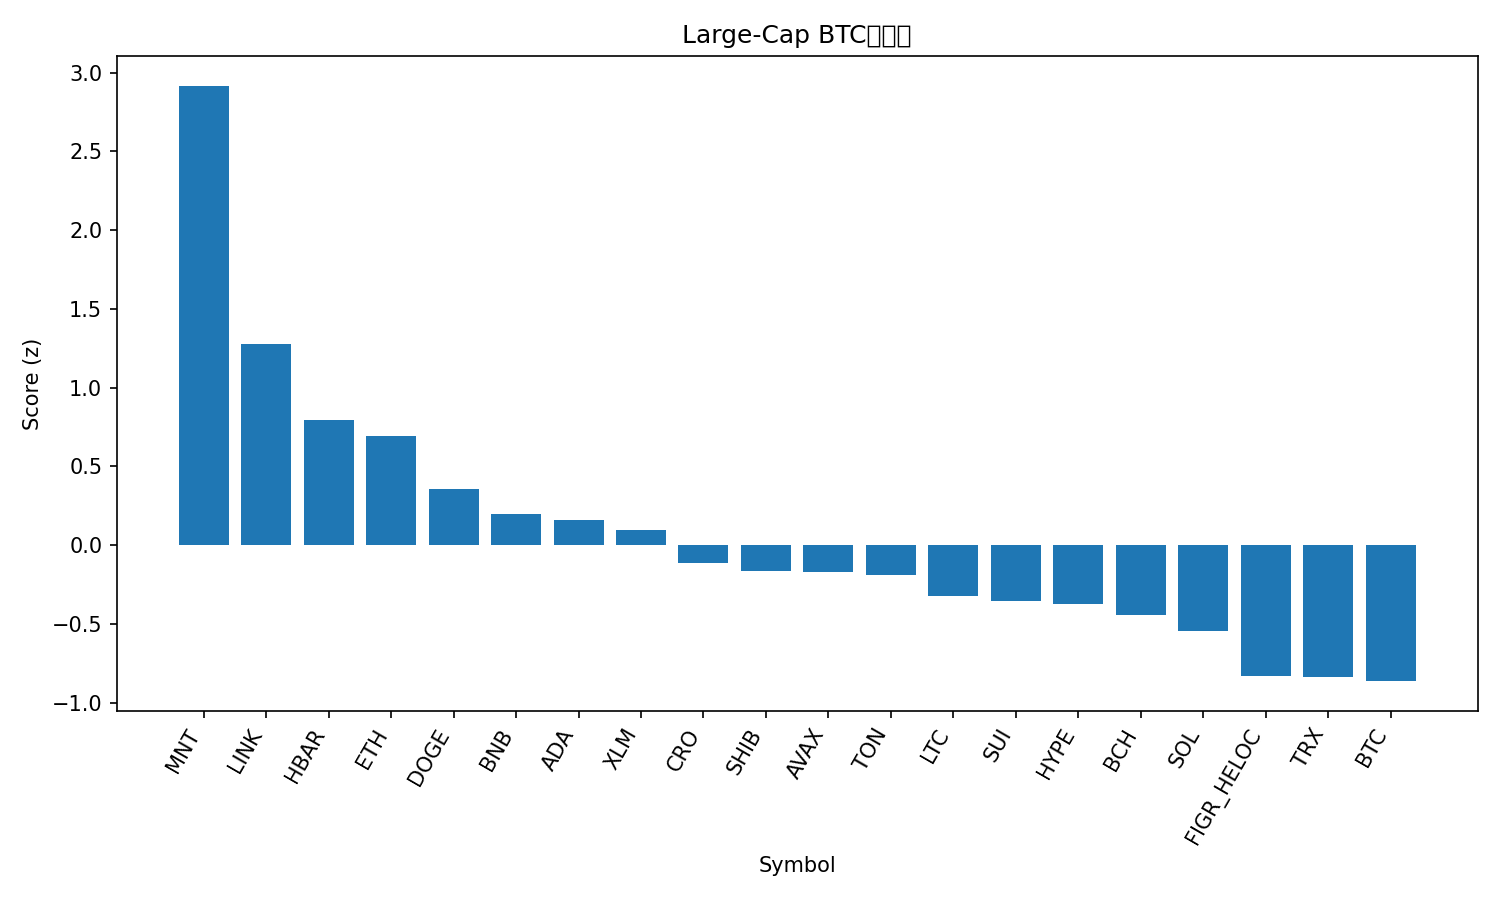 Large-Cap BTC
3.0
2.5
2.0
1.5
1.0
0.5
0.0
−0.5
−1.0
Score (z)
MNT
LINK
HBAR
ETH
DOGE
BNB
ADA
XLM
CRO
SHIB
AVAX
TON
LTC
SUI
HYPE
BCH
SOL
FIGR_HELOC
TRX
BTC
Symbol